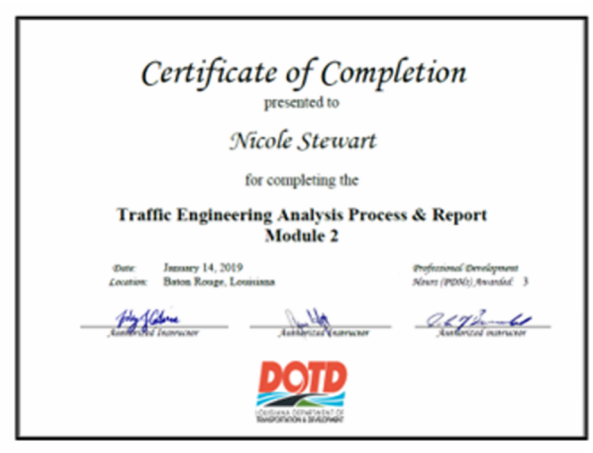 Certificate of Completion
presented to
Nicole Stewart
for completing the
Traffic Engineering Analysis Process & Report
Module 2
Date: January 14, 2019
Location: Baton Rouge, Louisiana
Professional Development
Hours (PDHs) Awarded: 3
Authorized Instructor
Authorized Instructor
Authorized Instructor
DOTD
LOUISIANA DEPARTMENT OF
TRANSPORTATION & DEVELOPMENT